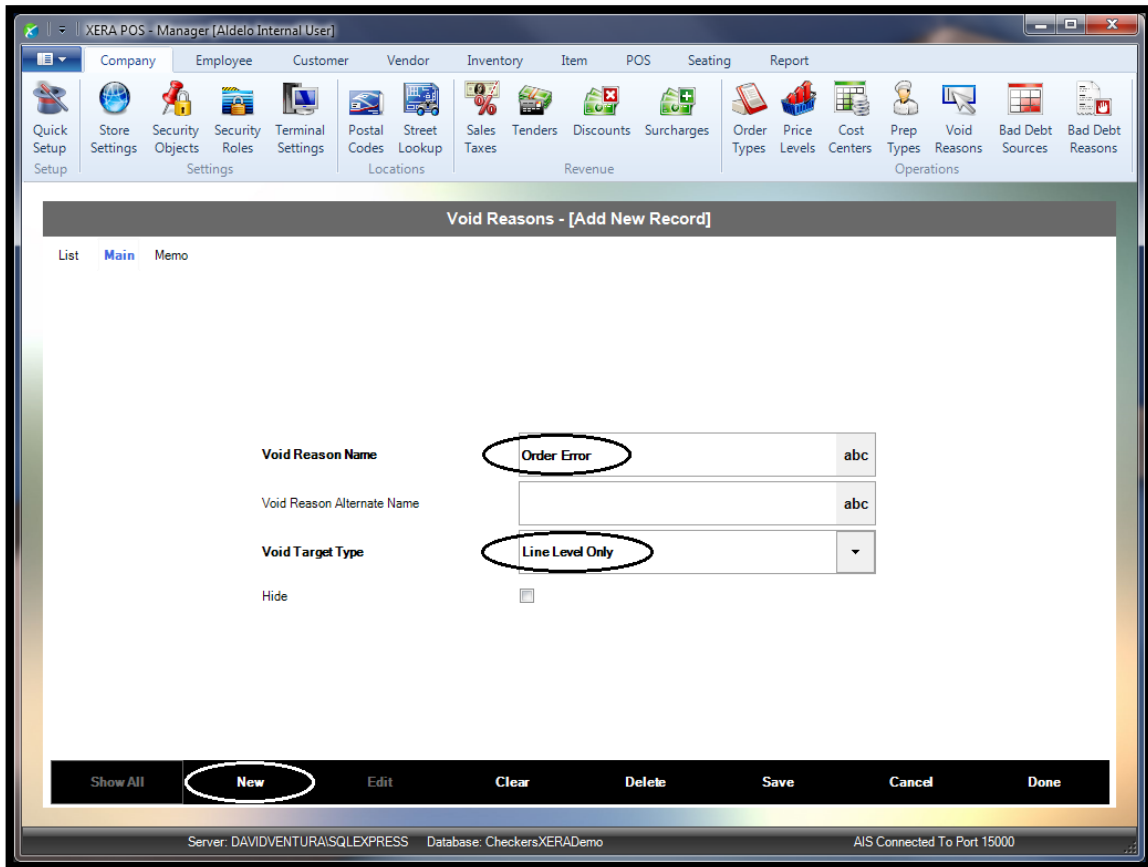 XERA POS - Manager [Aldelo Internal User]
Company Employee Customer Vendor Inventory Item POS Seating Report
Quick Setup Store Settings Security Objects Security Roles Terminal Settings Postal Codes Street Lookup Sales Taxes Tenders Discounts Surcharges Order Types Price Levels Cost Centers Prep Types Void Reasons Bad Debt Sources Bad Debt Reasons
Setup Settings Locations Revenue Operations
Void Reasons - [Add New Record]
List Main Memo
Void Reason Name Order Error abc
Void Reason Alternate Name abc
Void Target Type Line Level Only
Hide
Show All New Edit Clear Delete Save Cancel Done
Server: DAVIDVENTURA\SQLEXPRESS Database: CheckersXERADemo AIS Connected To Port 15000